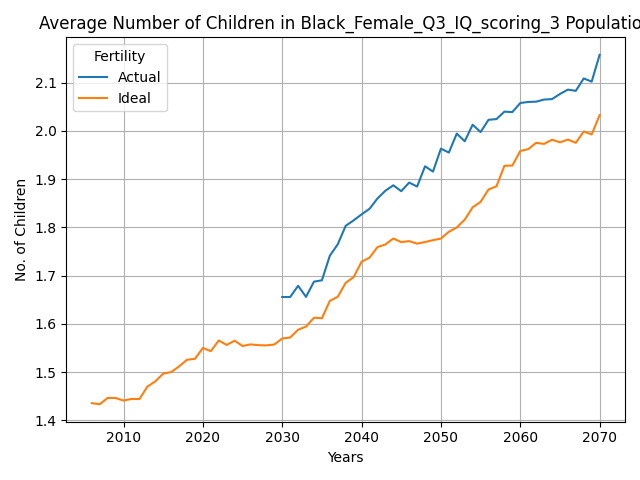 Average Number of Children in Black_Female_Q3_IQ_scoring_3 Populatio
Fertility
Actual
Ideal
No. of Children
2.1
2.0
1.9
1.8
1.7
1.6
1.5
1.4
2010 2020 2030 2040 2050 2060 2070
Years